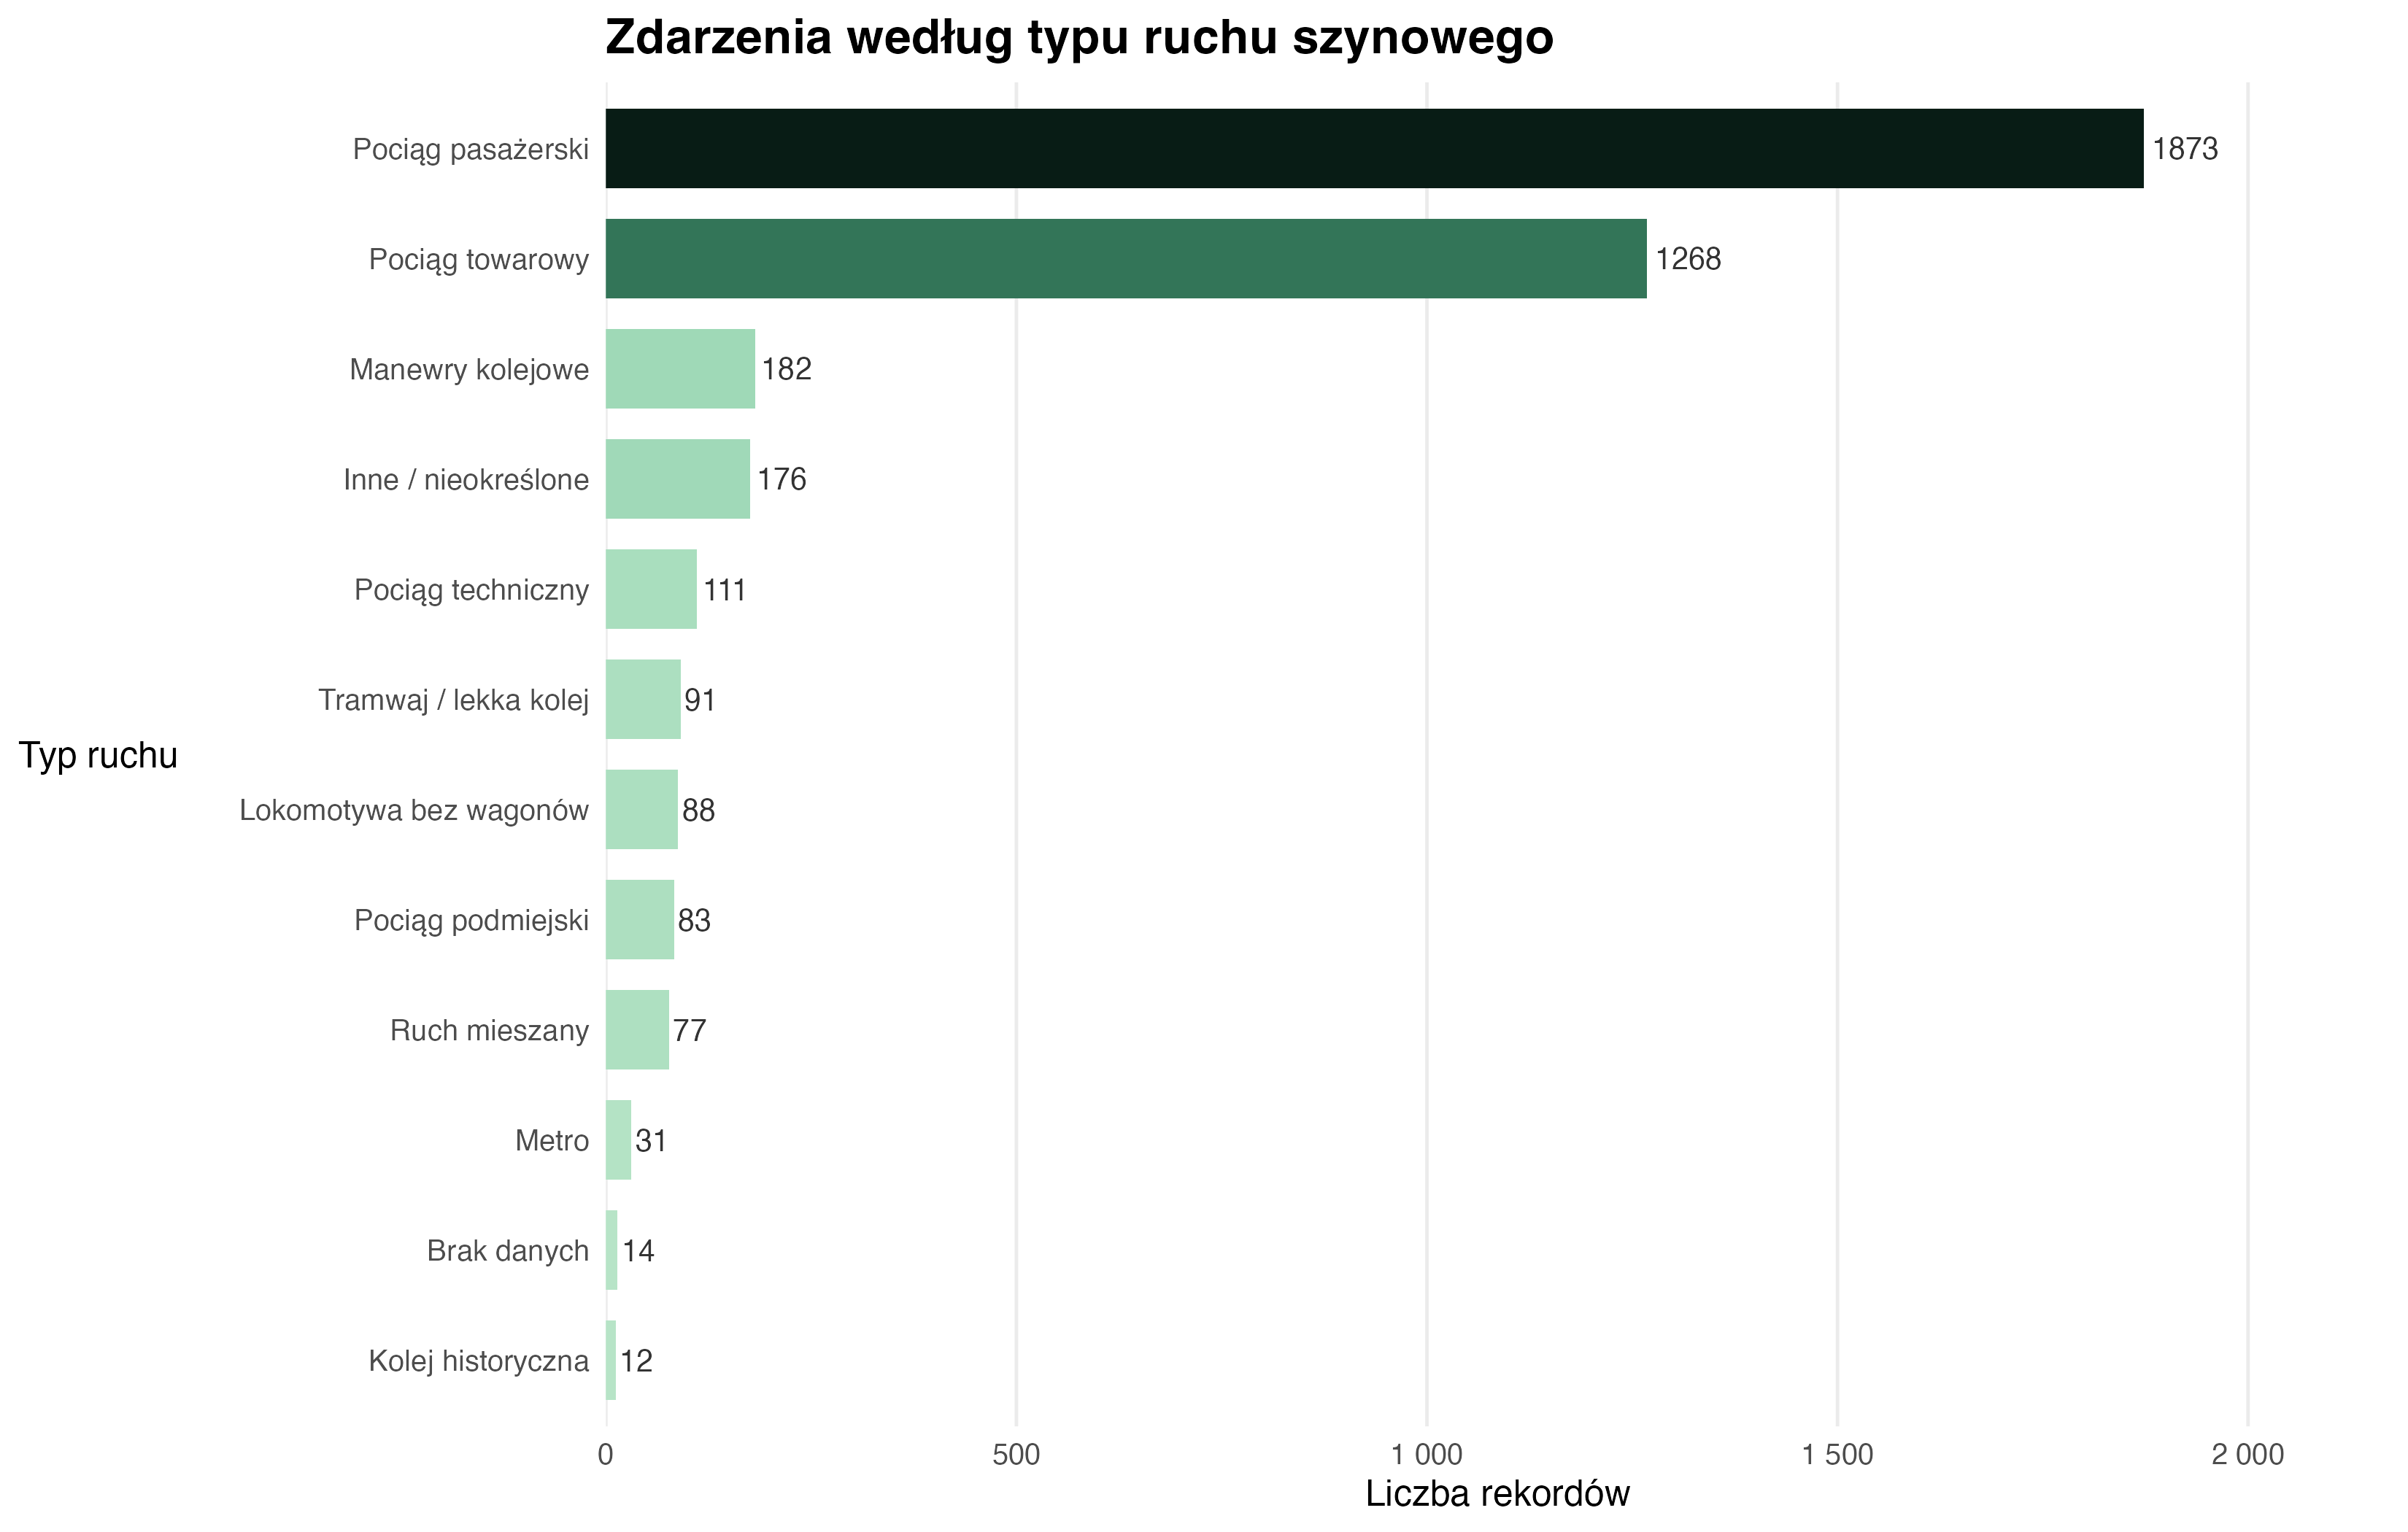 Zdarzenia według typu ruchu szynowego
Pociąg pasażerski 1873
Pociąg towarowy 1268
Manewry kolejowe 182
Inne / nieokreślone 176
Pociąg techniczny 111
Tramwaj / lekka kolej 91
Typ ruchu
Lokomotywa bez wagonów 88
Pociąg podmiejski 83
Ruch mieszany 77
Metro 31
Brak danych 14
Kolej historyczna 12
0 500 1 000 1 500 2 000
Liczba rekordów